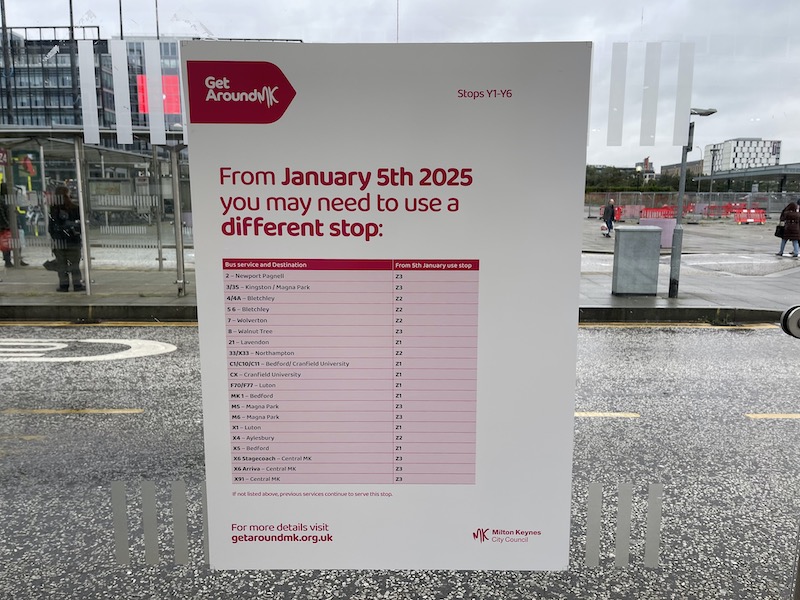 Get
AroundMK
Stops Y1-Y6
From January 5th 2025
you may need to use a
different stop:
Bus service and Destination From 5th January use stop
2 – Newport Pagnell Z3
3/3S – Kingston / Magna Park Z3
4/4A – Bletchley Z2
5 6 – Bletchley Z2
7 – Wolverton Z2
8 – Walnut Tree Z3
21 – Lavendon Z1
33/X33 – Northampton Z2
C1/C10/C11 – Bedford/ Cranfield University Z1
CX – Cranfield University Z1
F70/F77 – Luton Z1
MK 1 – Bedford Z1
M5 – Magna Park Z3
M6 – Magna Park Z3
X1 – Luton Z1
X4 – Aylesbury Z2
X5 – Bedford Z1
X6 Stagecoach – Central MK Z3
X6 Arriva – Central MK Z3
X91 – Central MK Z3
If not listed above, previous services continue to serve this stop.
For more details visit
getaroundmk.org.uk
MK Milton Keynes
City Council